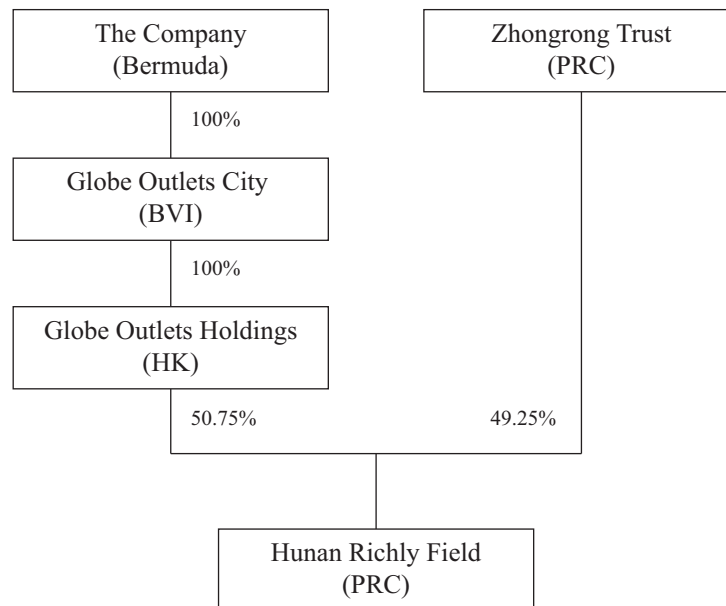 The Company
(Bermuda)
Zhongrong Trust
(PRC)
100%
Globe Outlets City
(BVI)
100%
Globe Outlets Holdings
(HK)
50.75%
49.25%
Hunan Richly Field
(PRC)